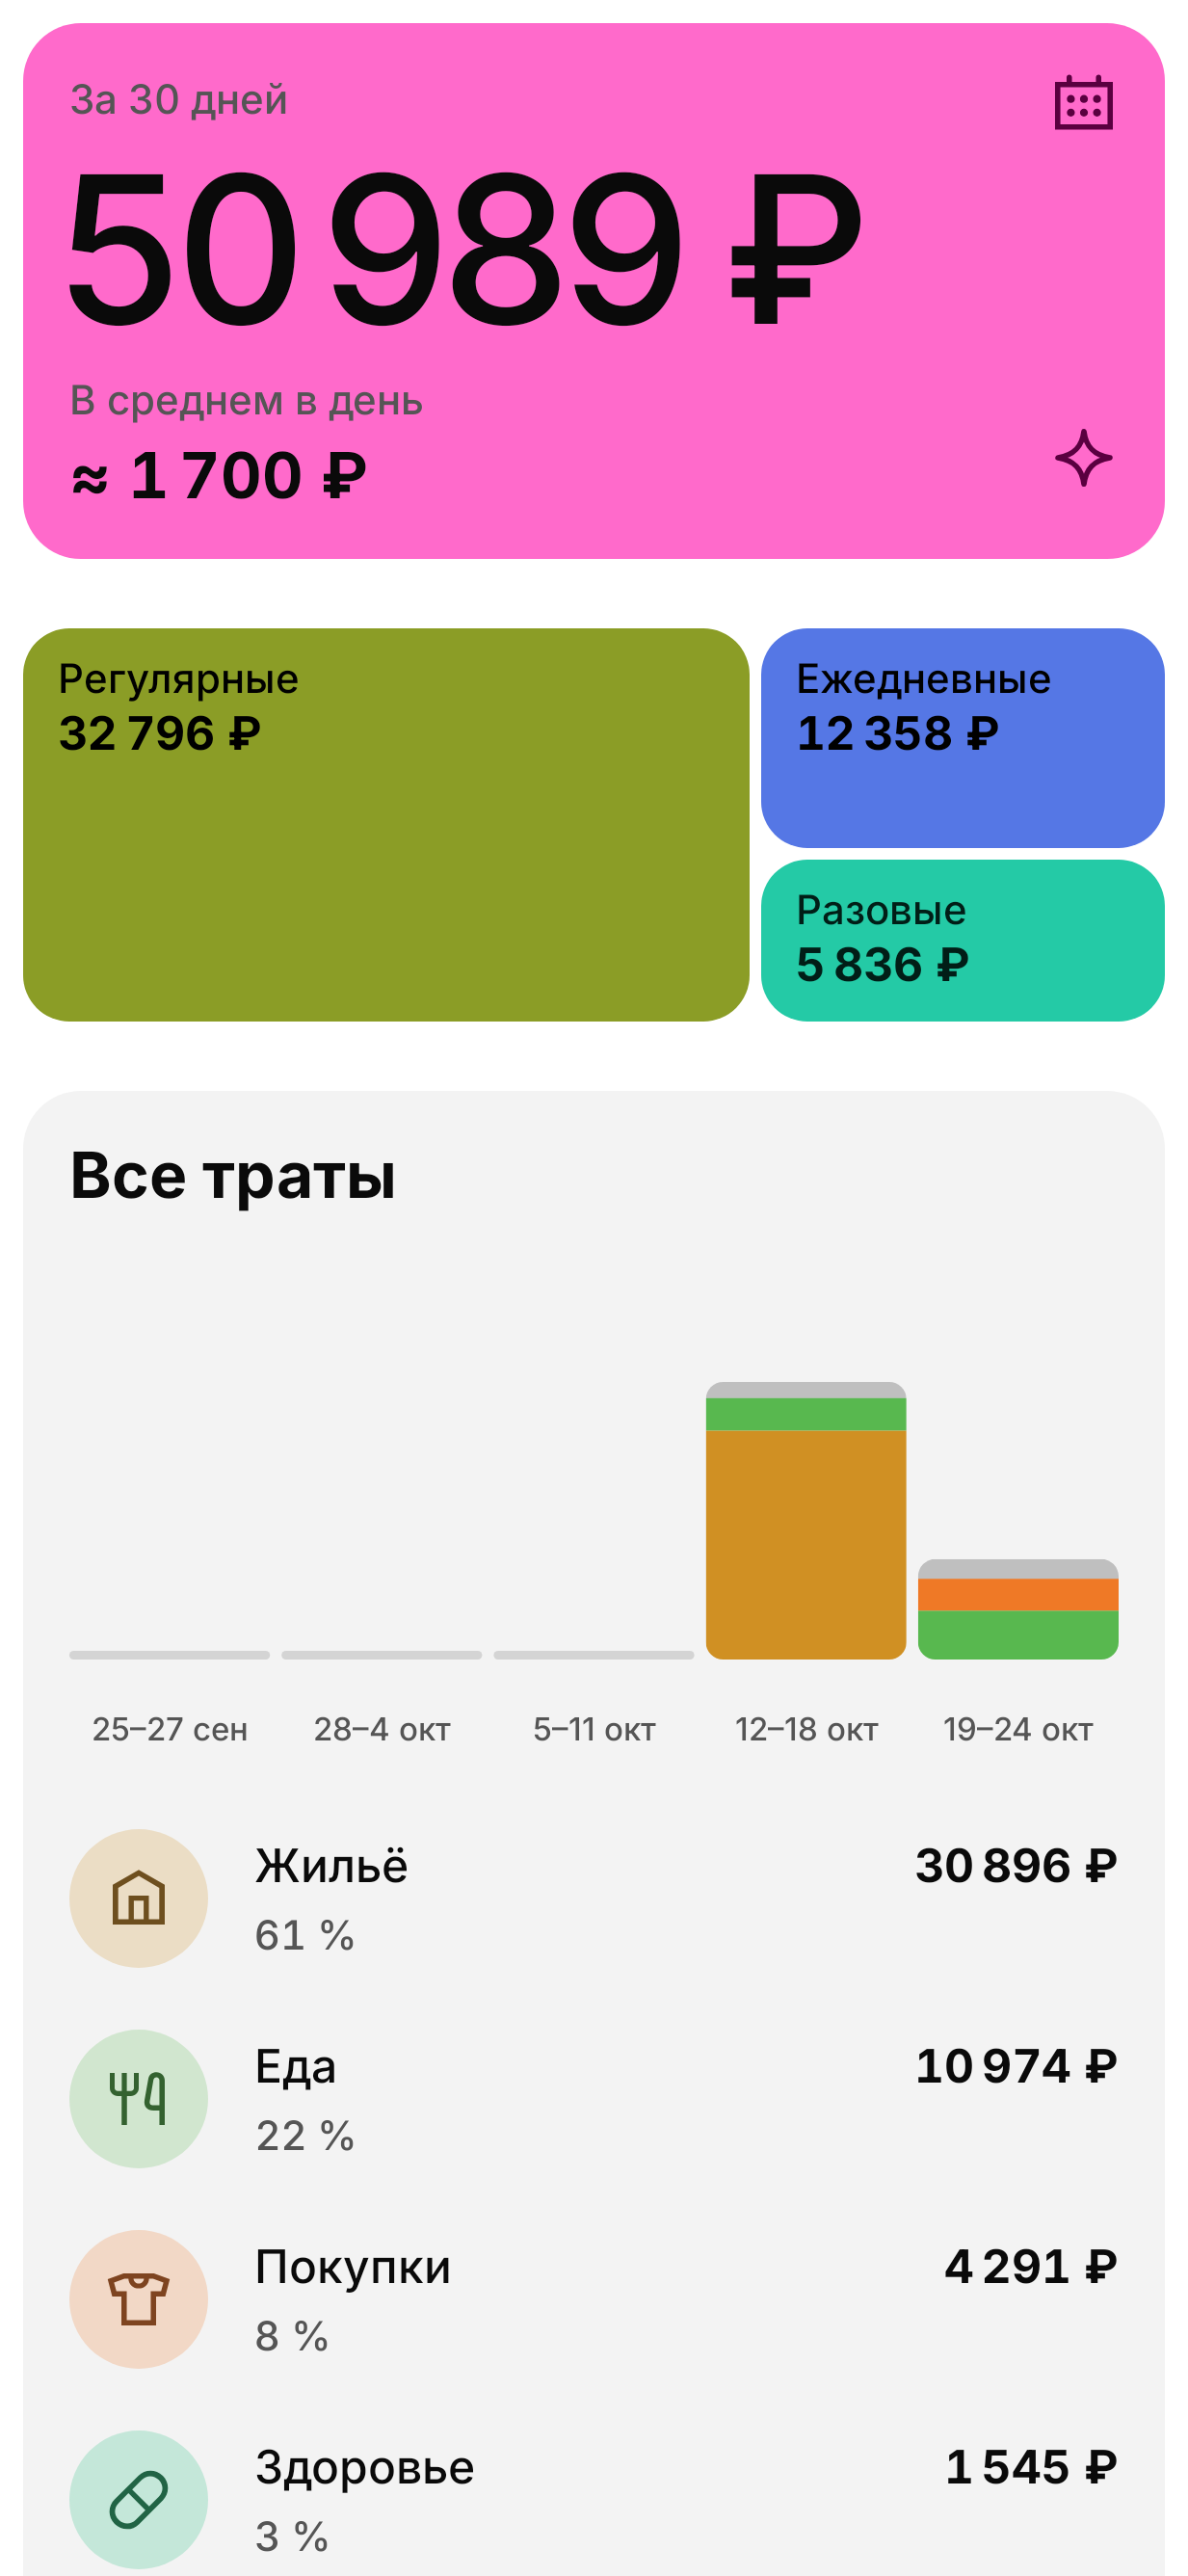 За 30 дней
50 989 ₽
В среднем в день
≈ 1 700 ₽
Регулярные
32 796 ₽
Ежедневные
12 358 ₽
Разовые
5 836 ₽
Все траты
25–27 сен
28–4 окт
5–11 окт
12–18 окт
19–24 окт
Жильё
30 896 ₽
61 %
Еда
10 974 ₽
22 %
Покупки
4 291 ₽
8 %
Здоровье
1 545 ₽
3 %